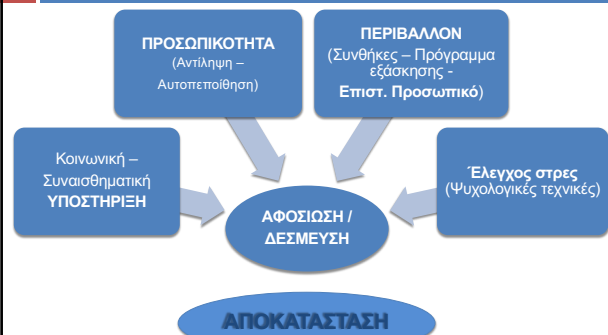 ΠΡΟΣΩΠΙΚΟΤΗΤΑ
(Αντίληψη –
Αυτοπεποίθηση)
ΠΕΡΙΒΑΛΛΟΝ
(Συνθήκες – Πρόγραμμα
εξάσκησης -
Επιστ. Προσωπικό)
Κοινωνική –
Συναισθηματική
ΥΠΟΣΤΗΡΙΞΗ
Έλεγχος στρες
(Ψυχολογικές τεχνικές)
ΑΦΟΣΙΩΣΗ /
ΔΕΣΜΕΥΣΗ
ΑΠΟΚΑΤΑΣΤΑΣΗ